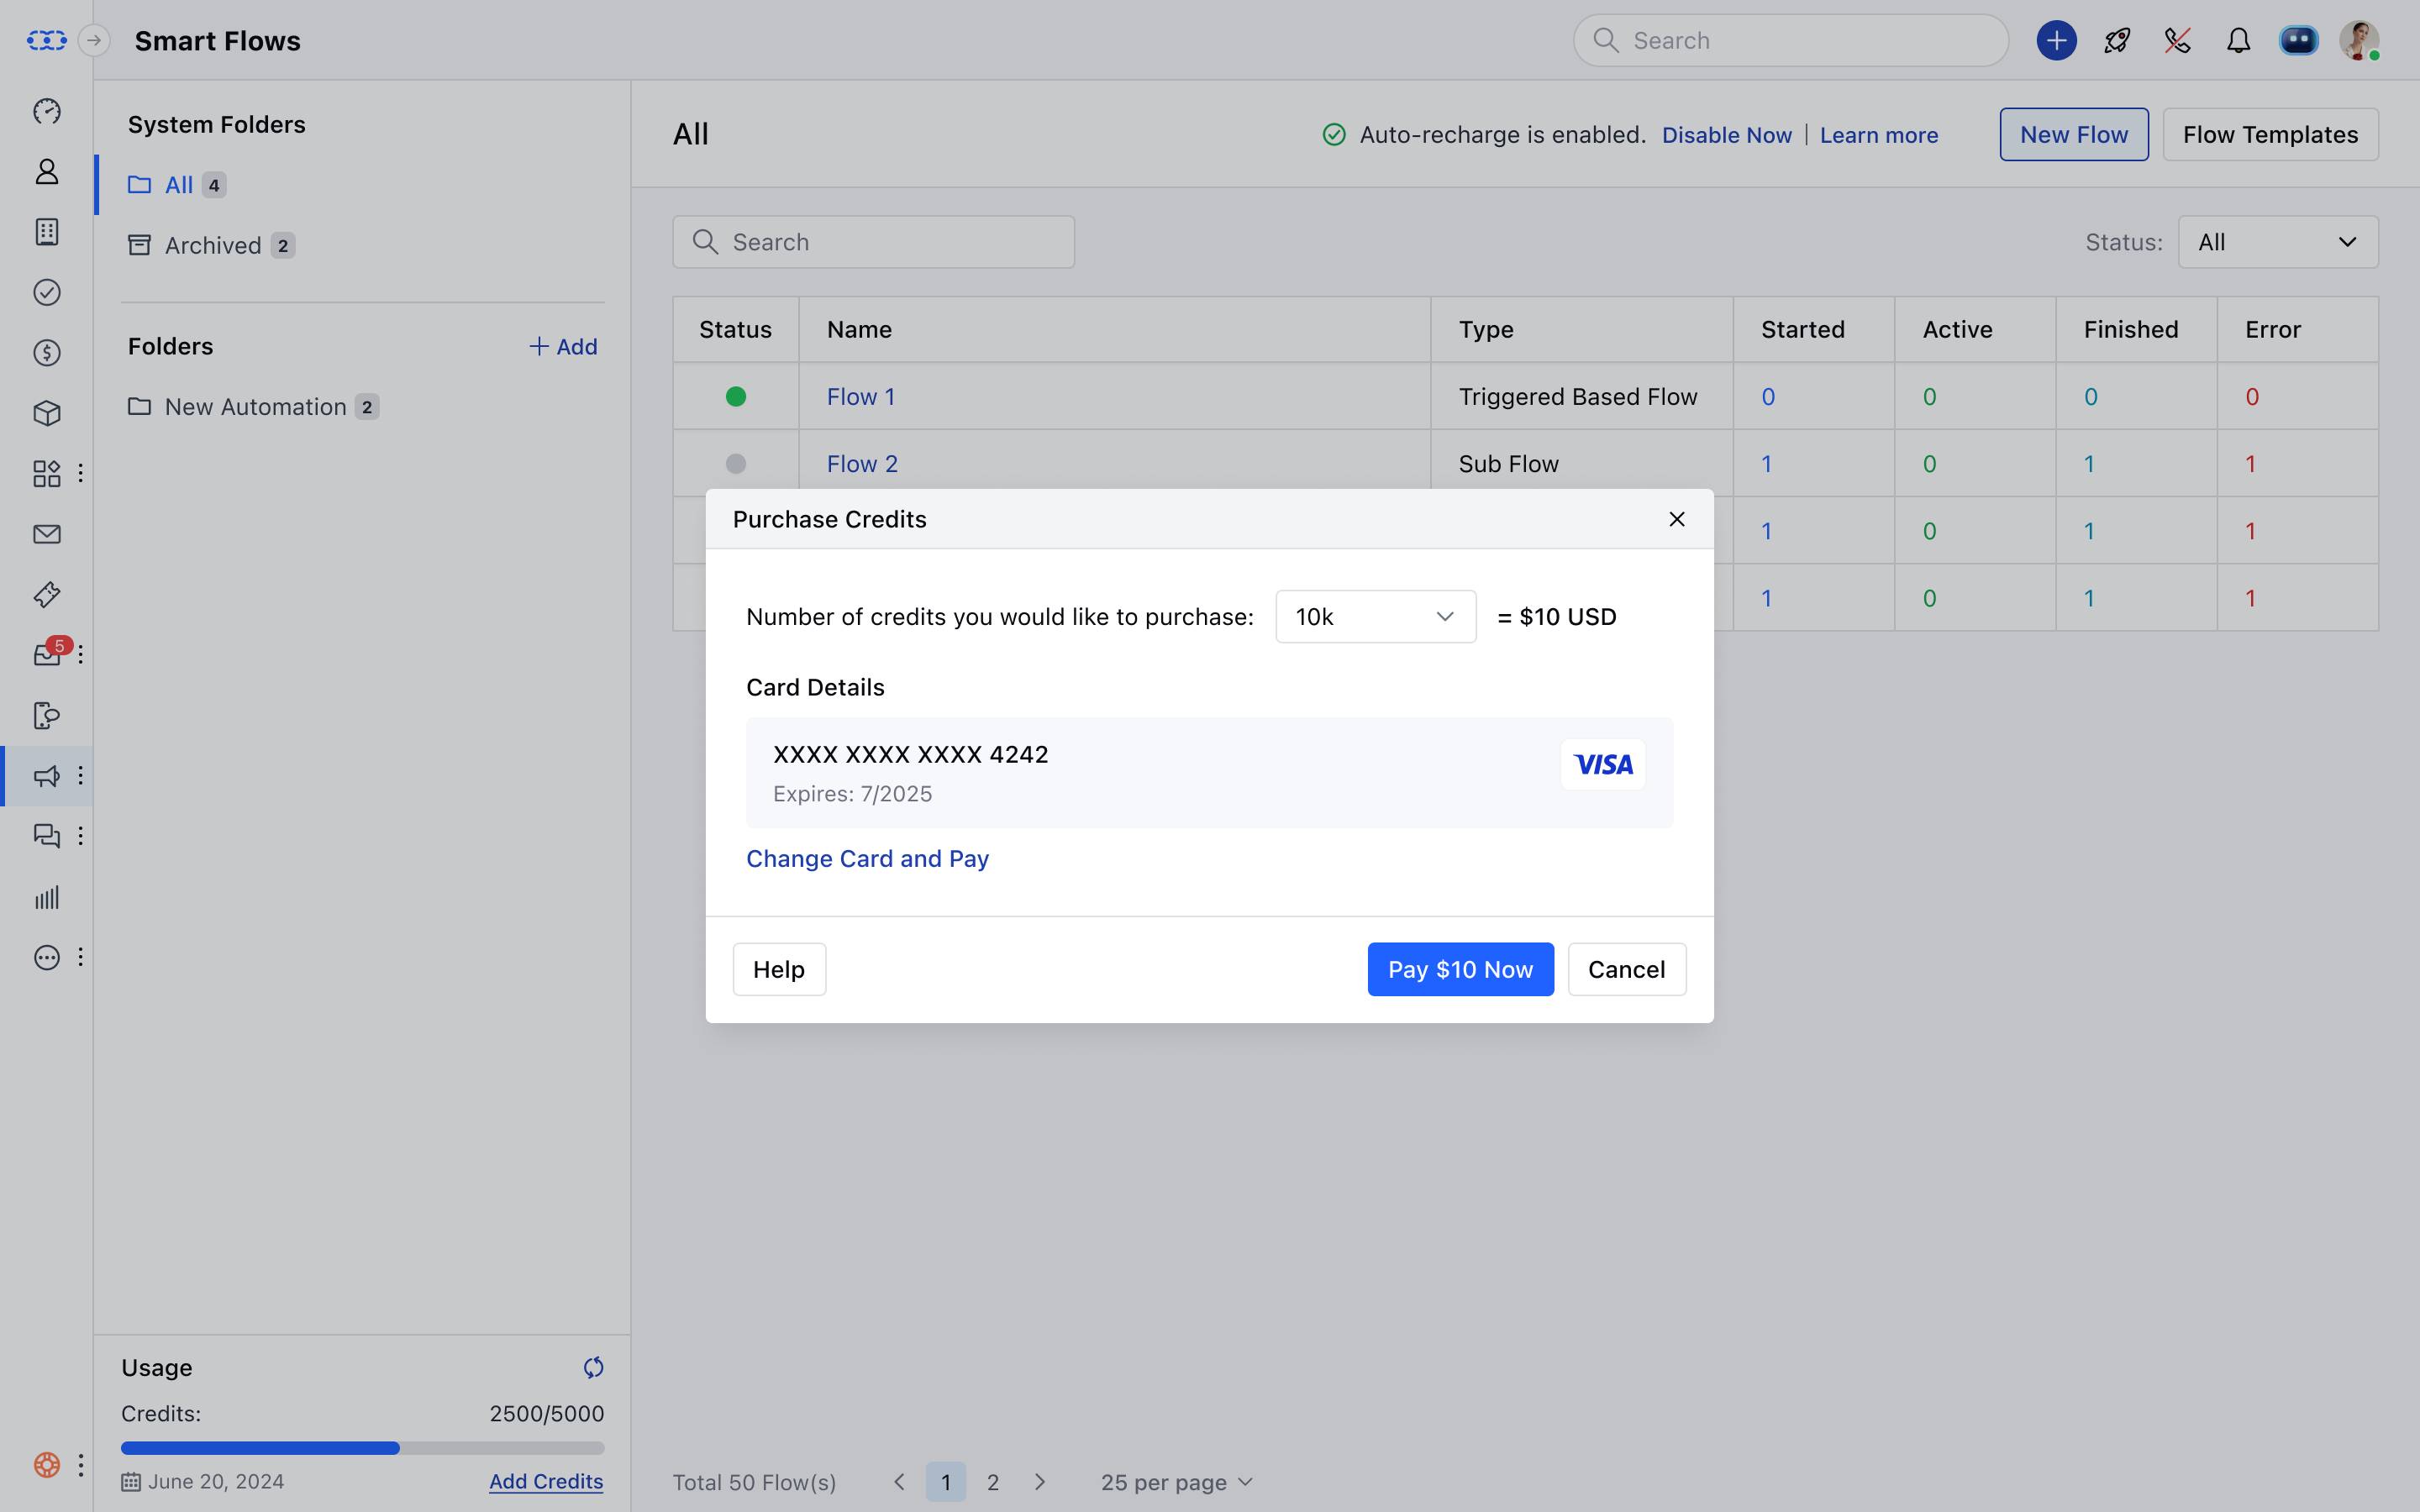 Smart Flows
Search
System Folders
All 4
Archived 2
Folders
+ Add
New Automation 2
5
All
Auto-recharge is enabled. Disable Now | Learn more
New Flow
Flow Templates
Search
Status: All
Status Name Type Started Active Finished Error
Flow 1 Triggered Based Flow 0 0 0 0
Flow 2 Sub Flow 1 0 1 1
1 0 1 1
1 0 1 1
Purchase Credits
Number of credits you would like to purchase: 10k = $10 USD
Card Details
XXXX XXXX XXXX 4242
Expires: 7/2025
VISA
Change Card and Pay
Help
Pay $10 Now
Cancel
Usage
Credits: 2500/5000
June 20, 2024 Add Credits
Total 50 Flow(s) 1 2 25 per page